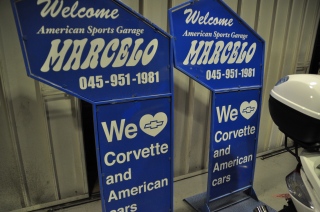 Welcome
American Sports Garage
MARCELO
045-951-1981
We
Corvette
and
American
cars
Welcome
American Sports Garage
MARCELO
045-951-1981
We
Corvette
and
American
cars